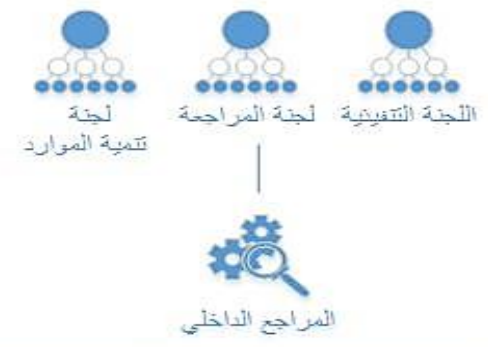 اللجنة التنفيذية
لجنة المراجعة
لجنة
تنمية الموارد
المراجع الداخلي